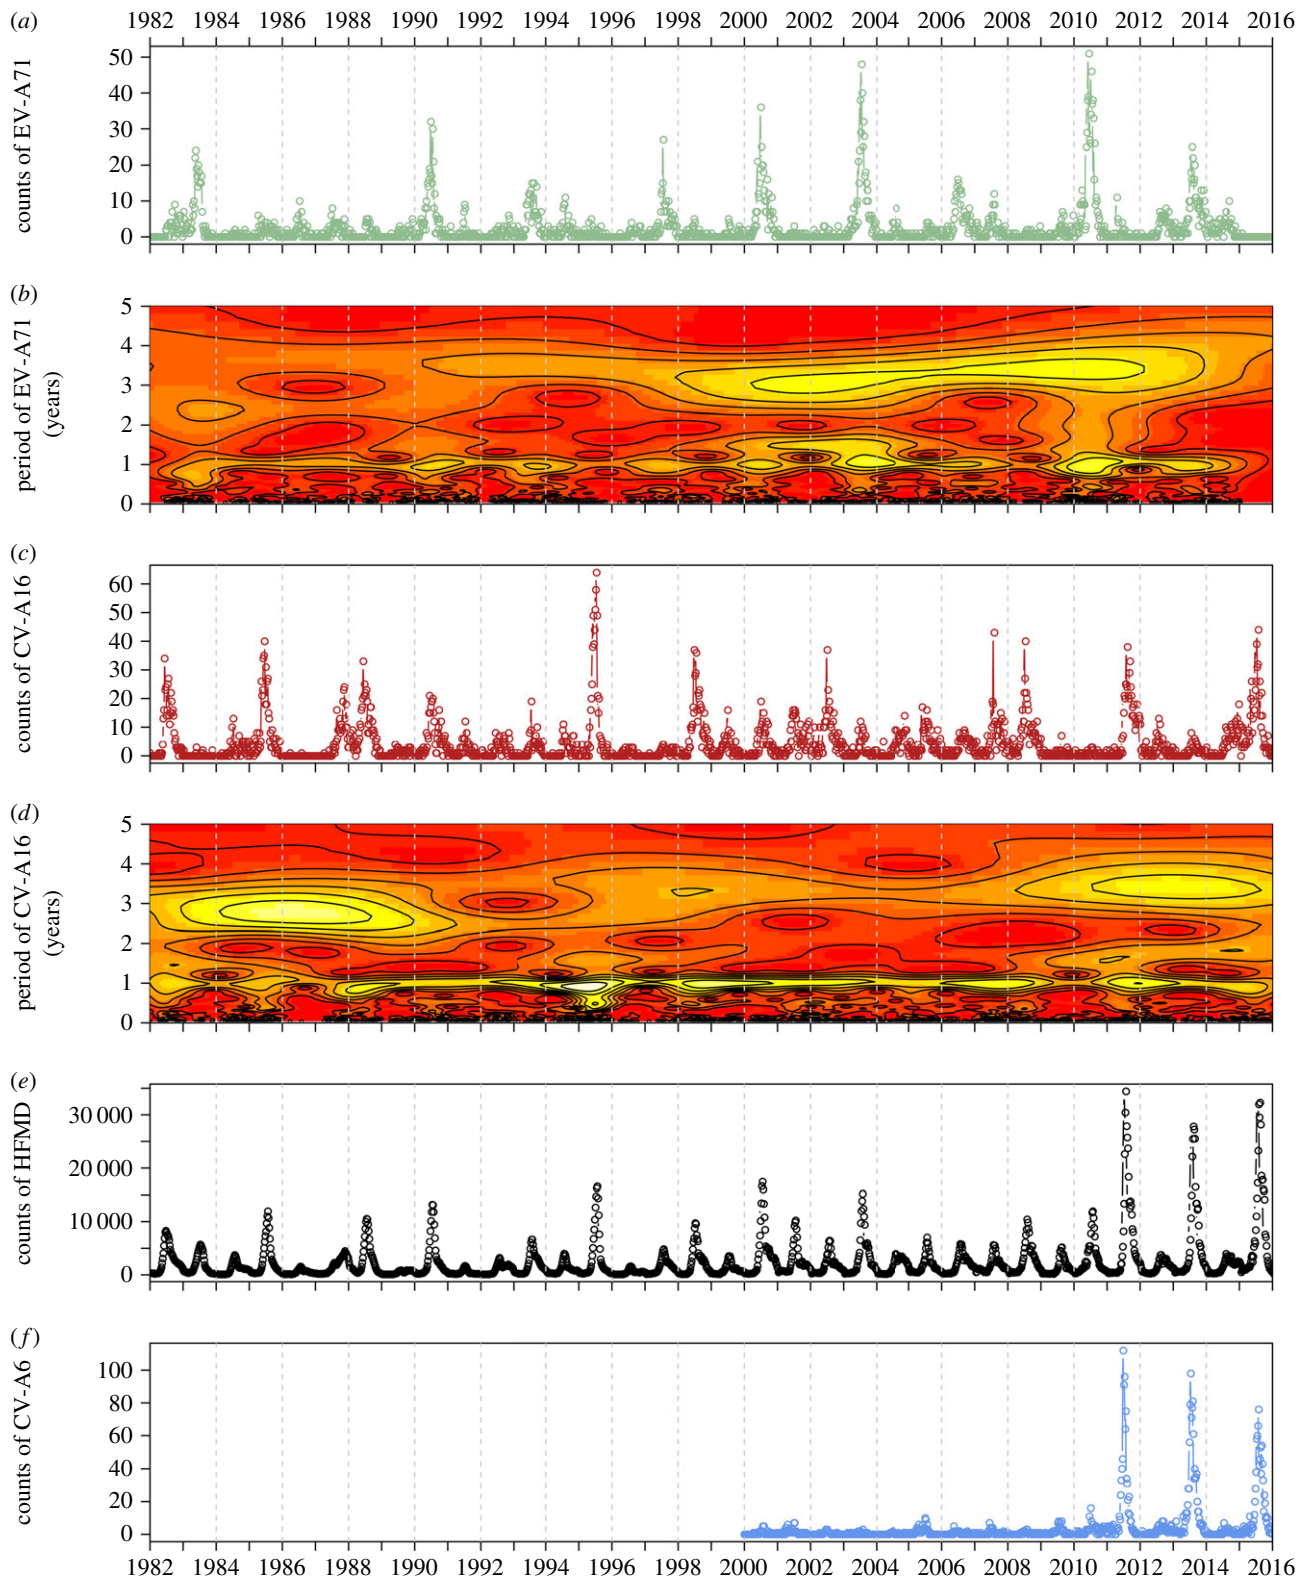 (a)
1982 1984 1986 1988 1990 1992 1994 1996 1998 2000 2002 2004 2006 2008 2010 2012 2014 2016
counts of EV-A71
50
40
30
20
10
0
(b)
period of EV-A71
(years)
5
4
3
2
1
0
(c)
counts of CV-A16
60
50
40
30
20
10
0
(d)
period of CV-A16
(years)
5
4
3
2
1
0
(e)
counts of HFMD
30 000
20 000
10 000
0
(f)
counts of CV-A6
100
80
60
40
20
0
1982 1984 1986 1988 1990 1992 1994 1996 1998 2000 2002 2004 2006 2008 2010 2012 2014 2016